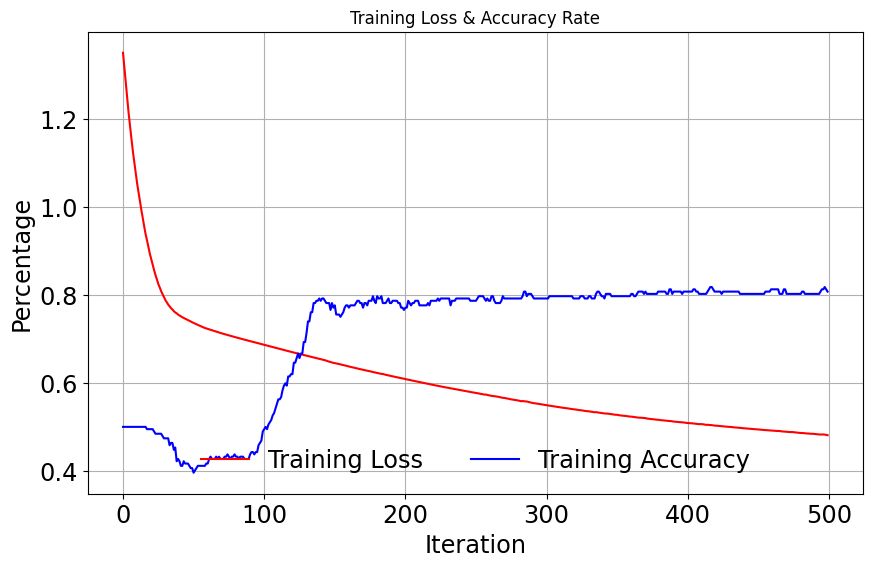 Training Loss & Accuracy Rate
Percentage
1.2
1.0
0.8
0.6
0.4
Training Loss
Training Accuracy
0 100 200 300 400 500
Iteration